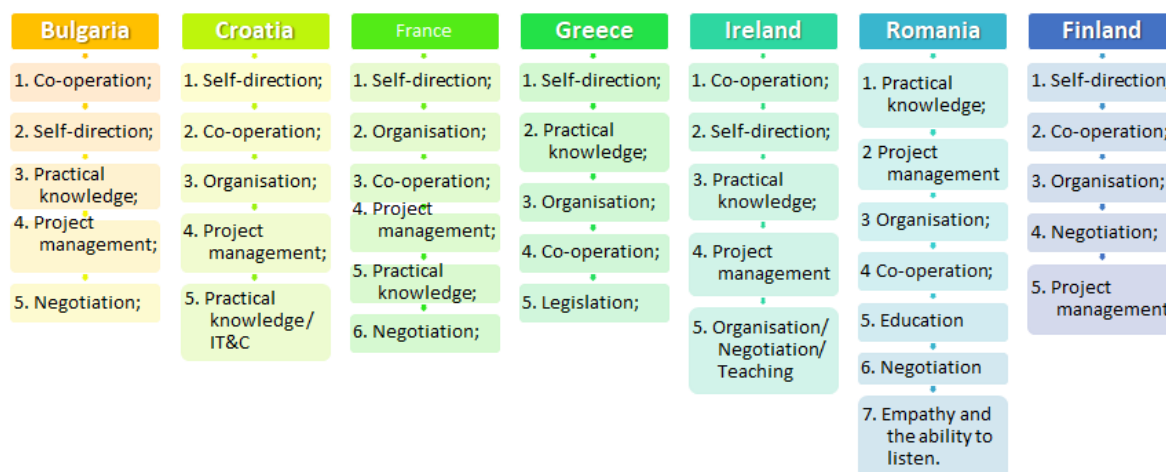 Bulgaria
1. Co-operation;
2. Self-direction;
3. Practical
knowledge;
4. Project
management;
5. Negotiation;
Croatia
1. Self-direction;
2. Co-operation;
3. Organisation;
4. Project
management;
5. Practical
knowledge/
IT&C
France
1. Self-direction;
2. Organisation;
3. Co-operation;
4. Project
management;
5. Practical
knowledge;
6. Negotiation;
Greece
1. Self-direction;
2. Practical
knowledge;
3. Organisation;
4. Co-operation;
5. Legislation;
Ireland
1. Co-operation;
2. Self-direction;
3. Practical
knowledge;
4. Project
management
5. Organisation/
Negotiation/
Teaching
Romania
1. Practical
knowledge;
2 Project
management
3 Organisation;
4 Co-operation;
5. Education
6. Negotiation
7. Empathy and
the ability to
listen.
Finland
1. Self-direction;
2. Co-operation;
3. Organisation;
4. Negotiation;
5. Project
management